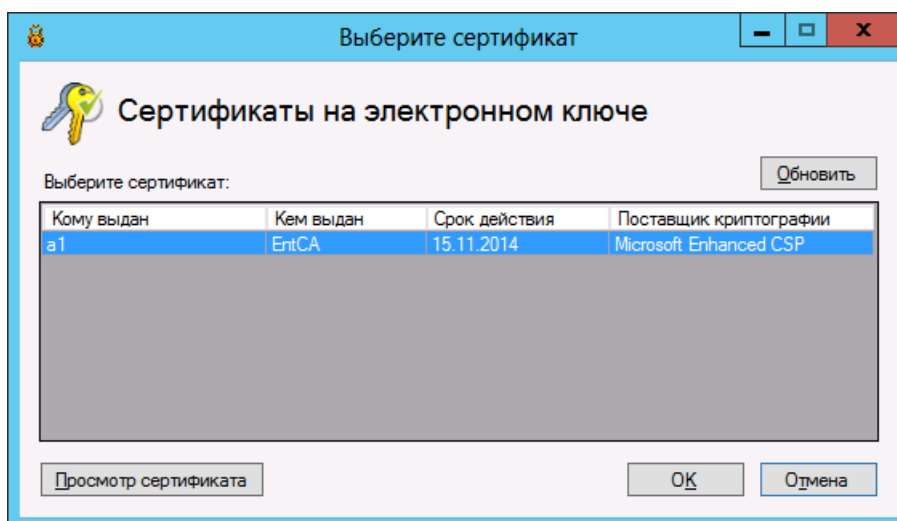 Выберите сертификат
Сертификаты на электронном ключе
Обновить
Выберите сертификат:
Кому выдан Кем выдан Срок действия Поставщик криптографии
a1 EntCA 15.11.2014 Microsoft Enhanced CSP
Просмотр сертификата OK Отмена